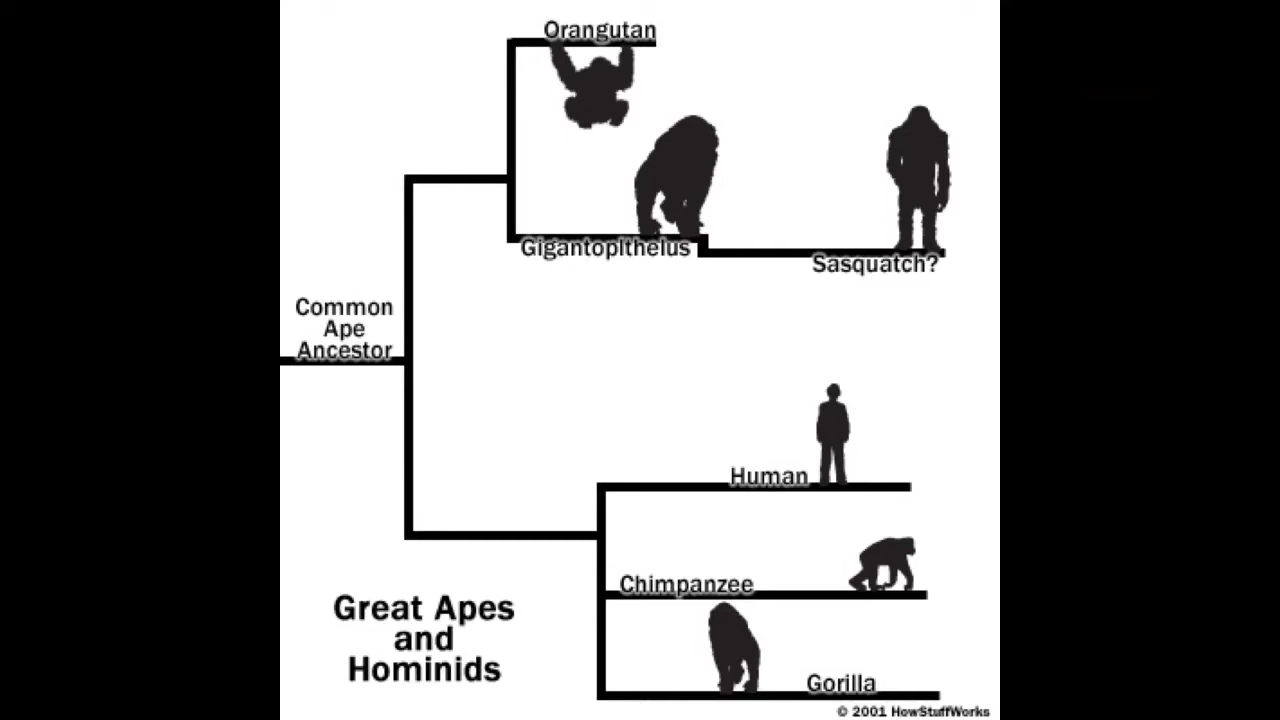 Orangutan
Gigantopithelus
Sasquatch?
Common
Ape
Ancestor
Human
Chimpanzee
Great Apes
and
Hominids
Gorilla
© 2001 HowStuffWorks